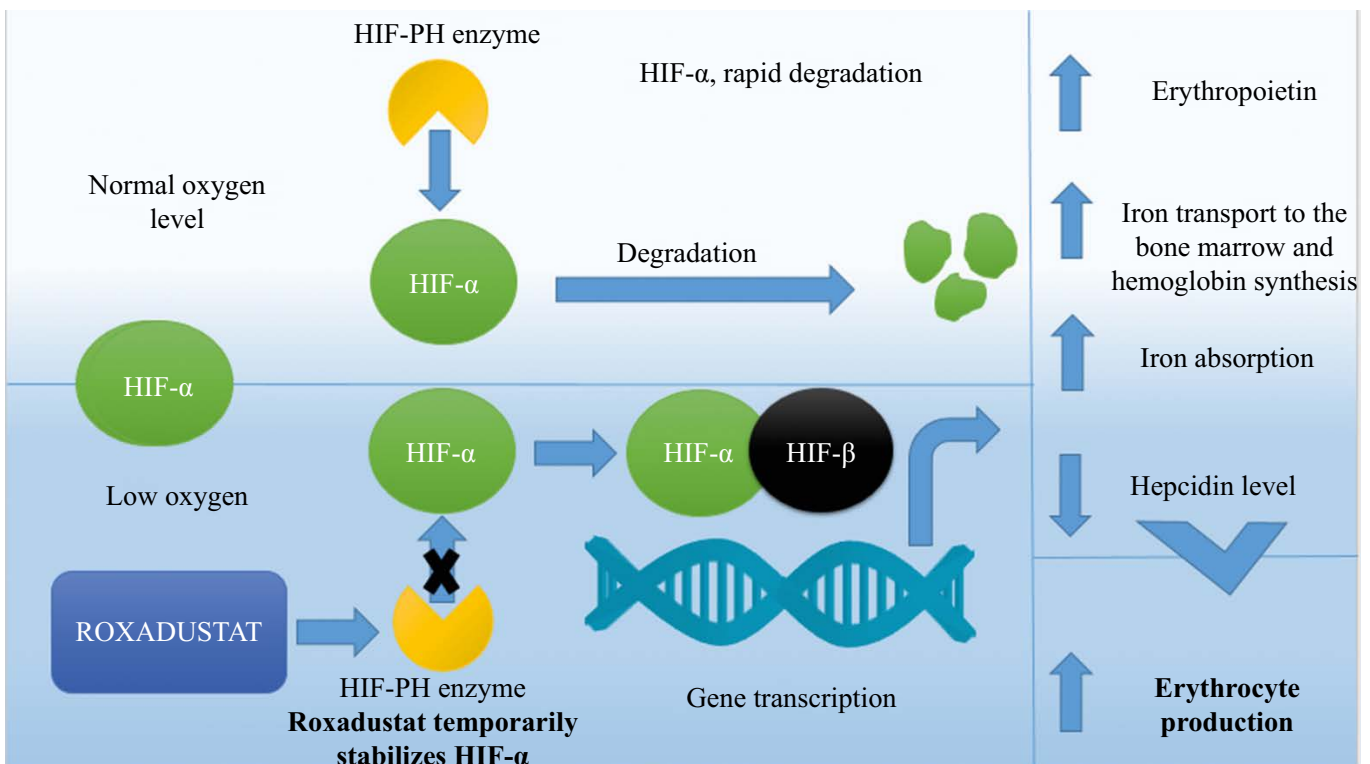 HIF-PH enzyme
HIF-α, rapid degradation
Normal oxygen
level
HIF-α
Degradation
HIF-α
Low oxygen
HIF-α
HIF-α
HIF-β
ROXADUSTAT
HIF-PH enzyme
Roxadustat temporarily
stabilizes HIF-α
Gene transcription
Erythropoietin
Iron transport to the
bone marrow and
hemoglobin synthesis
Iron absorption
Hepcidin level
Erythrocyte
production